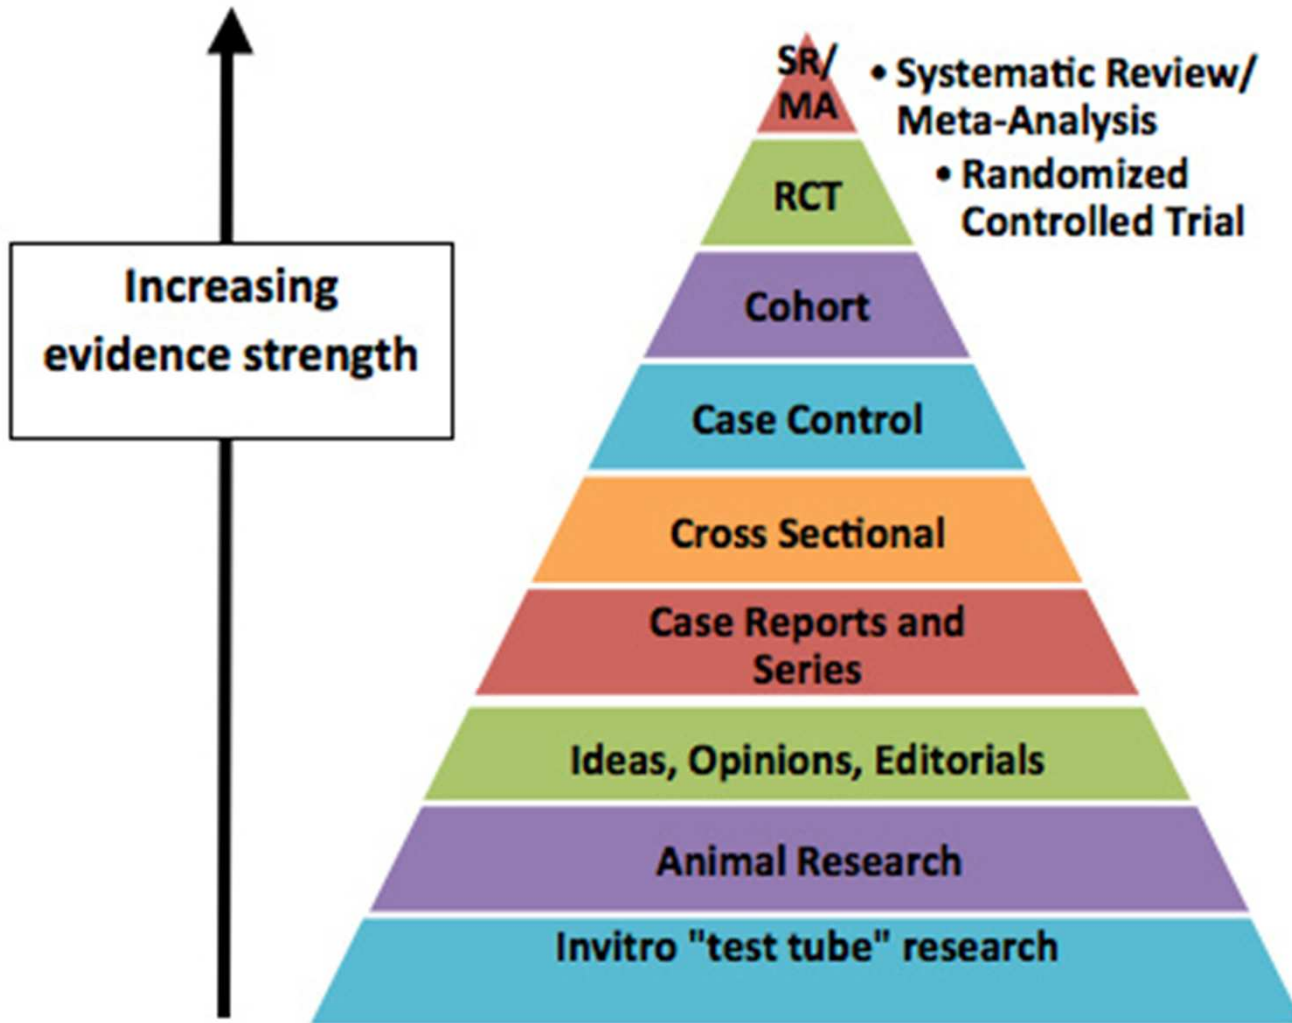 SR/
MA
• Systematic Review/
Meta-Analysis
RCT
• Randomized
Controlled Trial
Increasing
evidence strength
Cohort
Case Control
Cross Sectional
Case Reports and
Series
Ideas, Opinions, Editorials
Animal Research
Invitro "test tube" research